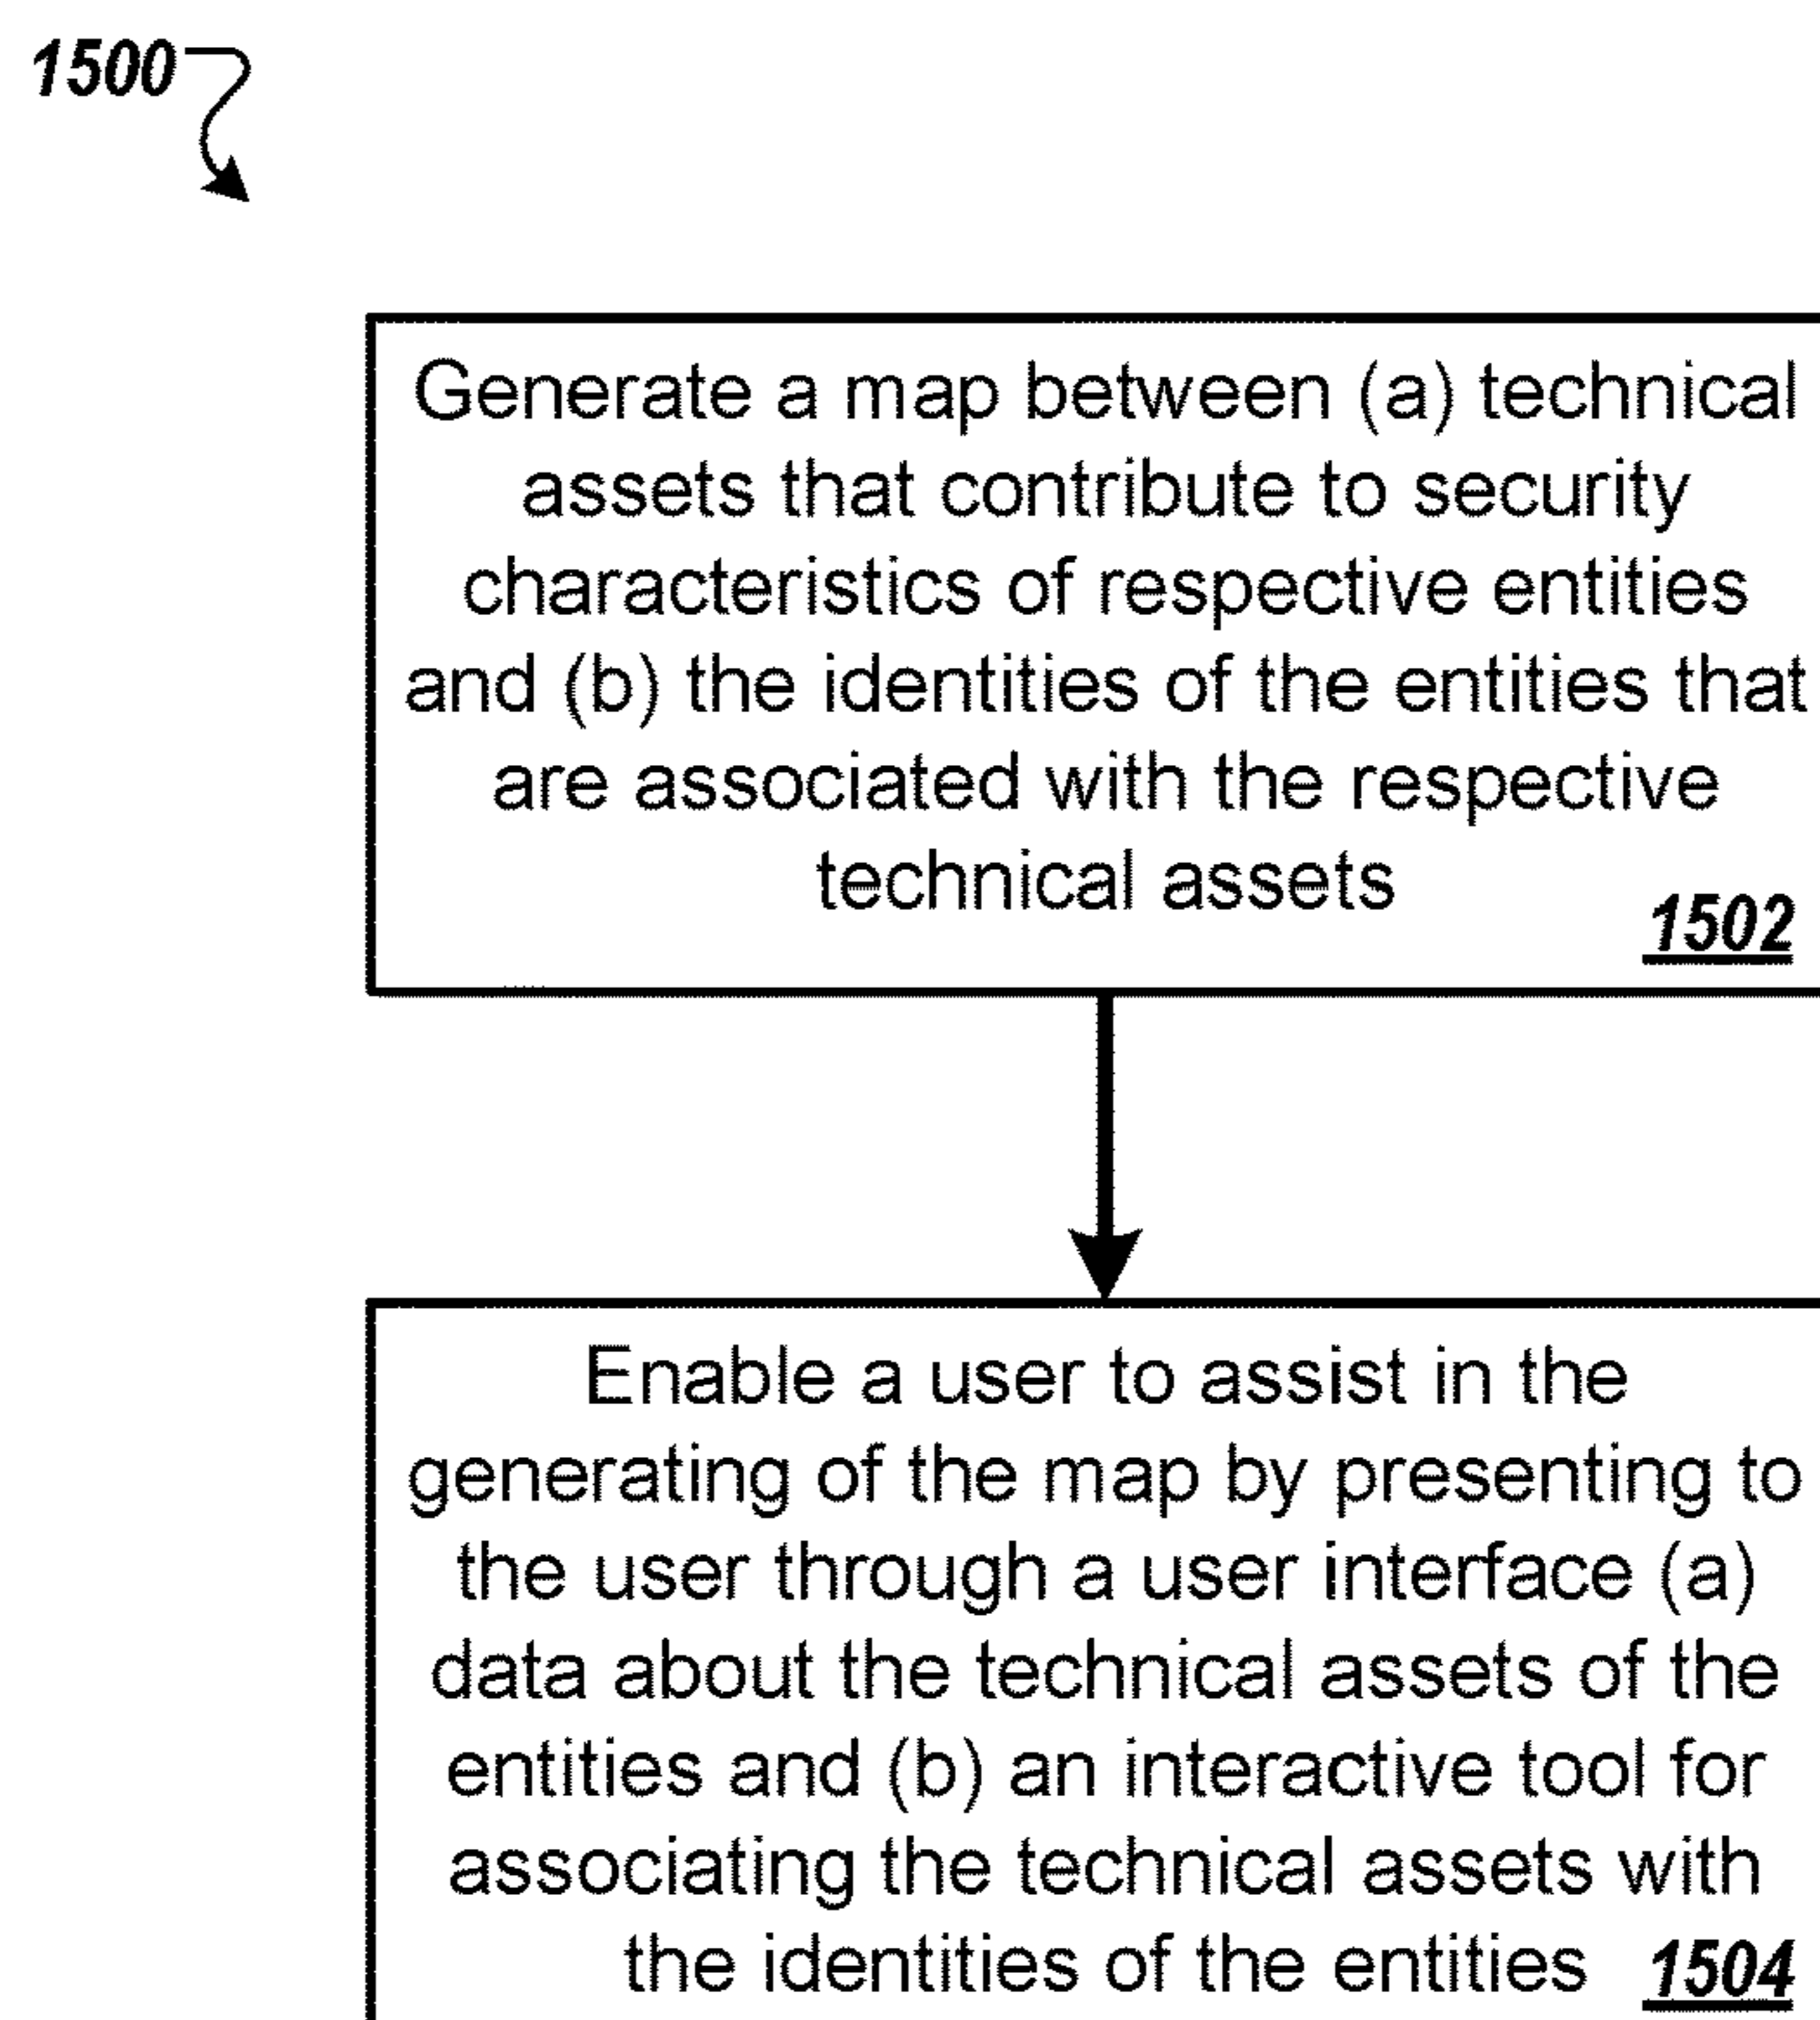 1500
Generate a map between (a) technical
assets that contribute to security
characteristics of respective entities
and (b) the identities of the entities that
are associated with the respective
technical assets
1502
Enable a user to assist in the
generating of the map by presenting to
the user through a user interface (a)
data about the technical assets of the
entities and (b) an interactive tool for
associating the technical assets with
the identities of the entities 1504